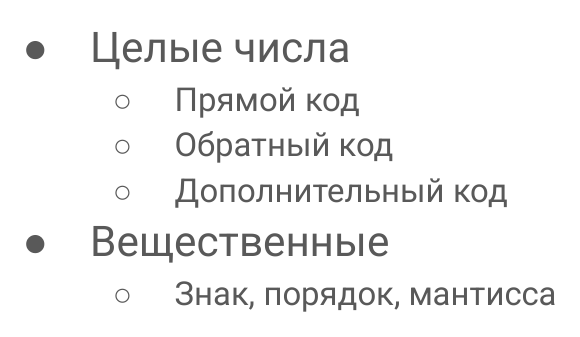 ● Целые числа
○ Прямой код
○ Обратный код
○ Дополнительный код
● Вещественные
○ Знак, порядок, мантисса